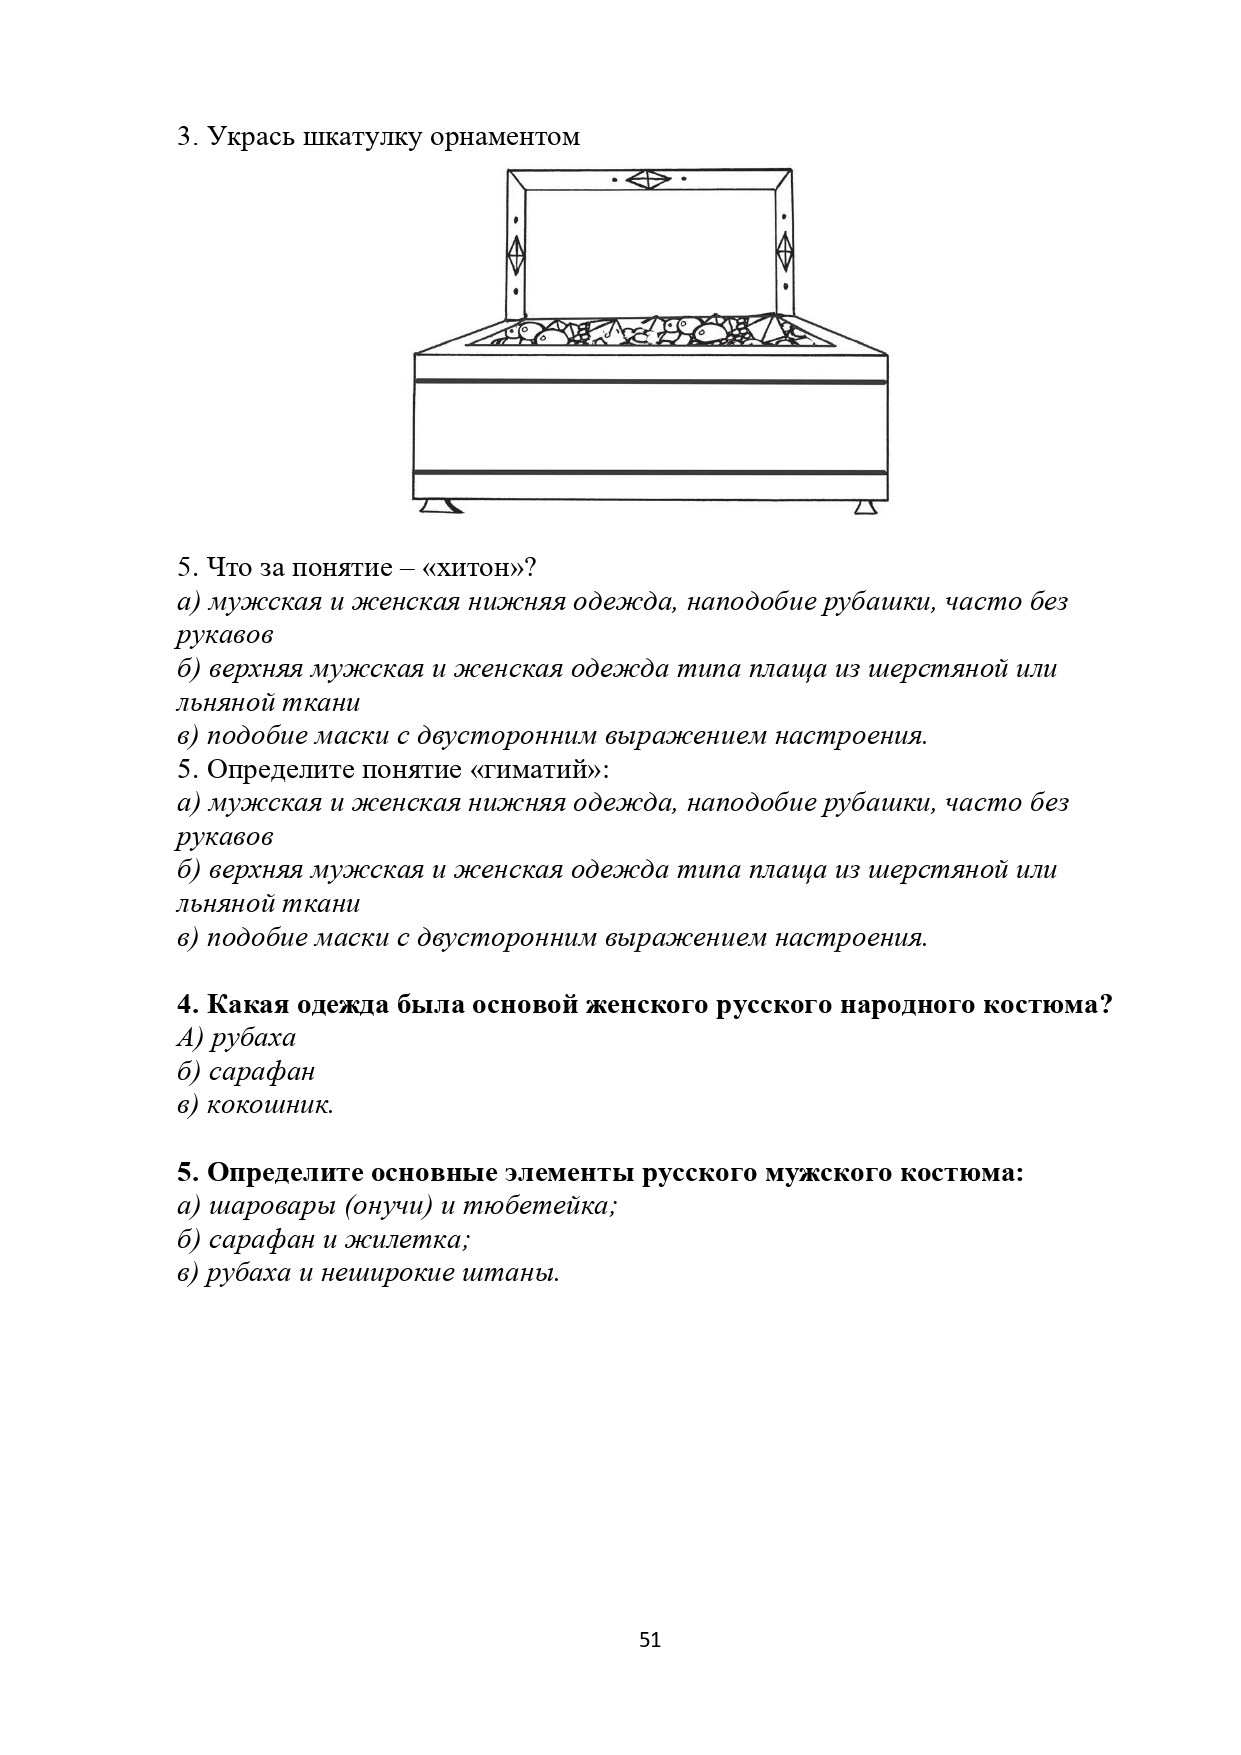 3. Укрась шкатулку орнаментом
5. Что за понятие – «хитон»?
а) мужская и женская нижняя одежда, наподобие рубашки, часто без
рукавов
б) верхняя мужская и женская одежда типа плаща из шерстяной или
льняной ткани
в) подобие маски с двусторонним выражением настроения.
5. Определите понятие «гиматий»:
а) мужская и женская нижняя одежда, наподобие рубашки, часто без
рукавов
б) верхняя мужская и женская одежда типа плаща из шерстяной или
льняной ткани
в) подобие маски с двусторонним выражением настроения.
4. Какая одежда была основой женского русского народного костюма?
А) рубаха
б) сарафан
в) кокошник.
5. Определите основные элементы русского мужского костюма:
а) шаровары (онучи) и тюбетейка;
б) сарафан и жилетка;
в) рубаха и неширокие штаны.
51